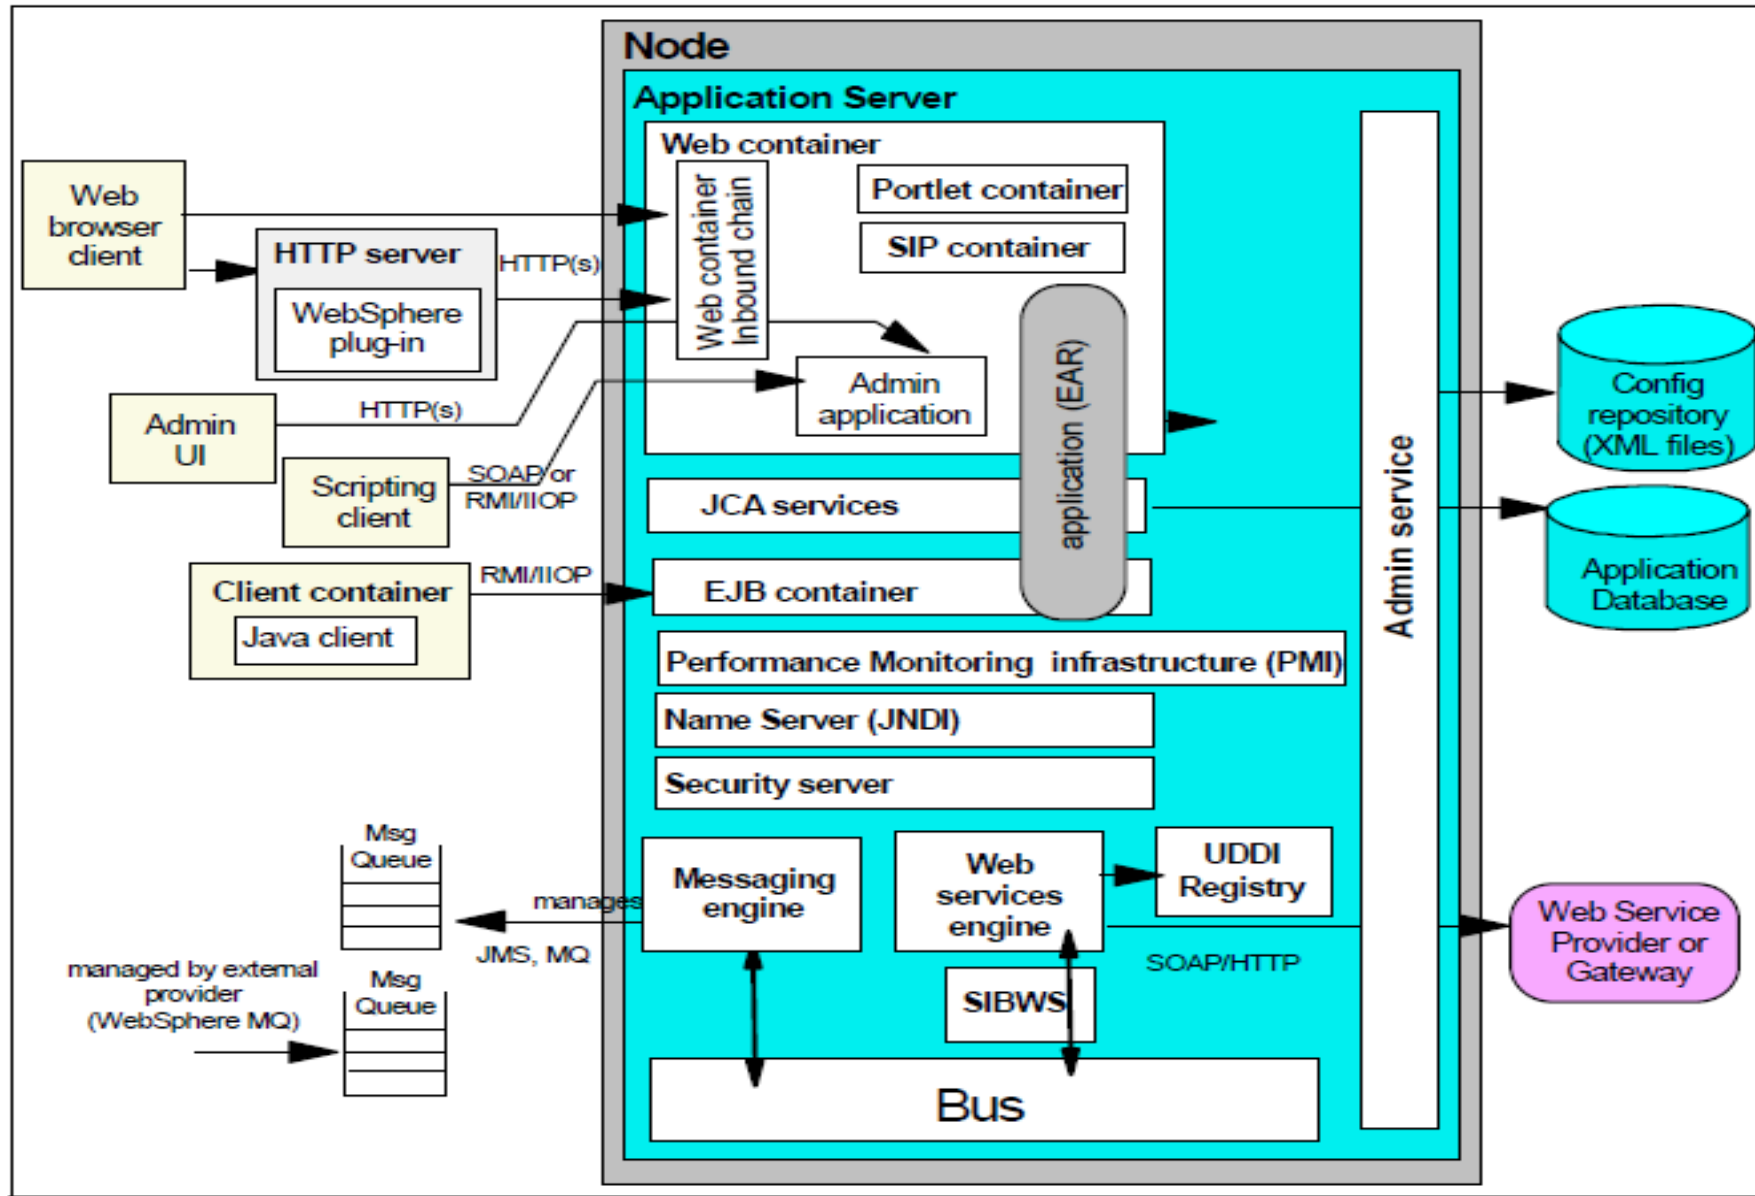 Node
Application Server
Web container
Web container
Inbound chain
Portlet container
SIP container
Web
browser
client
HTTP server
HTTP(s)
WebSphere
plug-in
Admin
application
application (EAR)
Admin service
Config
repository
(XML files)
HTTP(s)
Admin
UI
Scripting
client
SOAP or
RMI/IIOP
JCA services
Application
Database
Client container
Java client
RMI/IIOP
EJB container
Performance Monitoring infrastructure (PMI)
Name Server (JNDI)
Security server
Msg
Queue
manages
JMS, MQ
Messaging
engine
Web
services
engine
UDDI
Registry
SOAP/HTTP
Web Service
Provider or
Gateway
managed by external
provider
(WebSphere MQ)
Msg
Queue
SIBWS
Bus